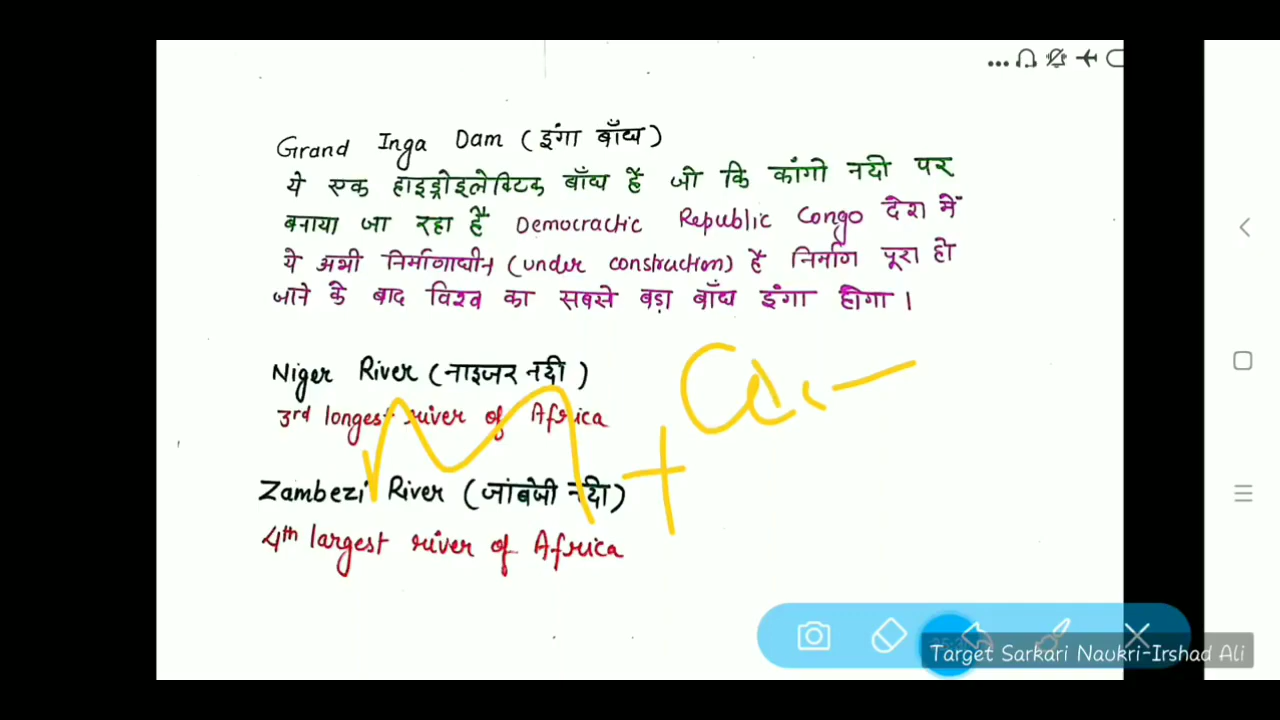 Grand Inga Dam (इंगा बाँध)
ये एक हाइड्रोइलेक्टिक बाँध है जो कि कांगो नदी पर
बनाया जा रहा है Democractic Republic Congo देश में
ये अभी निर्माणाधीन (under construction) है निर्माण पूरा हो
जाने के बाद विश्व का सबसे बड़ा बाँध इंगा होगा।
Niger River (नाइजर नदी)
3rd longest river of Africa
Zambezi River (जांबेजी नदी)
4th largest river of Africa
Target Sarkari Naukri-Irshad Ali